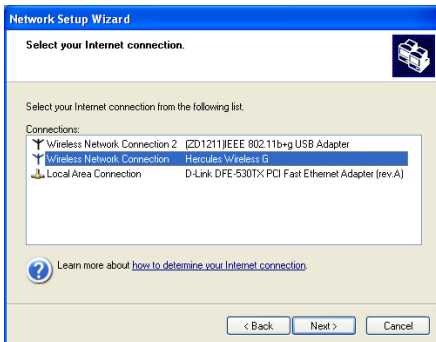 Network Setup Wizard
Select your Internet connection.
Select your Internet connection from the following list.
Connections:
Wireless Network Connection 2 (ZD1211)IEEE 802.11b+g USB Adapter
Wireless Network Connection Hercules Wireless G
Local Area Connection D-Link DFE-530TX PCI Fast Ethernet Adapter (rev.A)
Learn more about how to determine your Internet connection.
< Back Next > Cancel